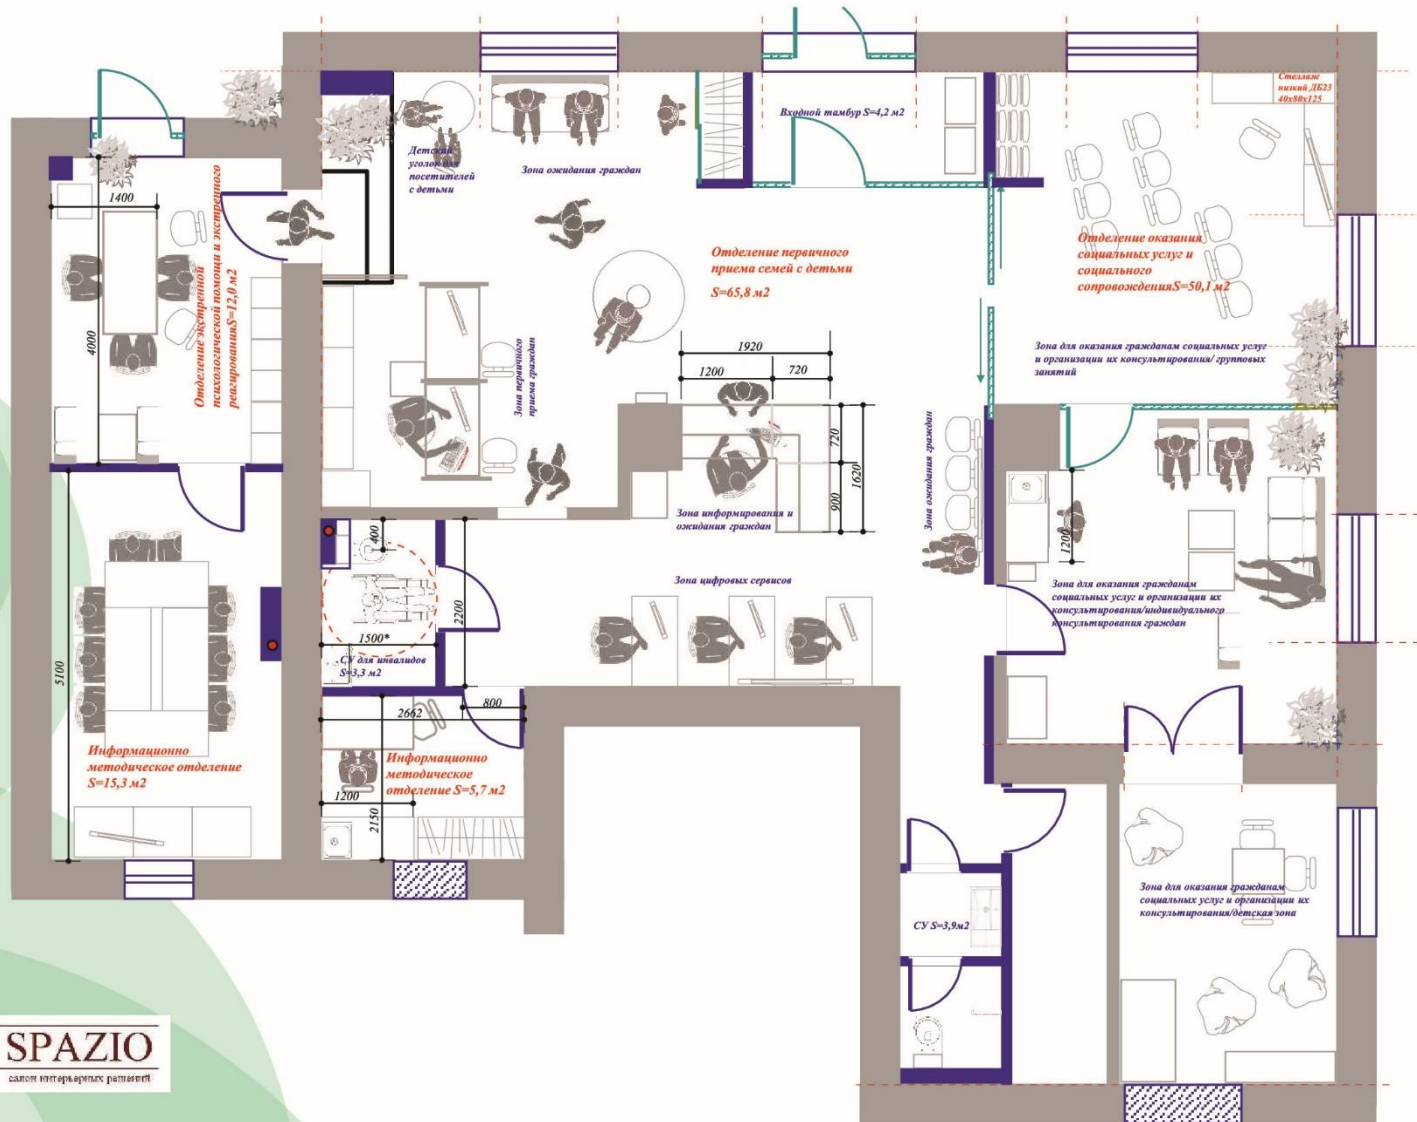 Стеллаж
низкий ДБ23
40х80х125
Входной тамбур S=4,2 м2
Детский
уголок для
посетителей
с детьми
Зона ожидания граждан
1400
4000
Отделение экстренной
психологической помощи и экстренного
реагированияS=12,0 м2
Отделение первичного
приема семей с детьми
S=65,8 м2
Отделение оказания
социальных услуг и
социального
сопровожденияS=50,1 м2
Зона для оказания гражданам социальных услуг
и организации их консультирования/ групповых
занятий
Зона первичного
приема граждан
1920
1200
720
720
900
1620
Зона ожидания граждан
Зона информирования и
ожидания граждан
400
2200
1200
Зона цифровых сервисов
Зона для оказания гражданам
социальных услуг и организации их
консультирования/индивидуального
консультирования граждан
1500*
СУ для инвалидов
S=3,3 м2
5100
800
2662
Информационно
методическое отделение
S=15,3 м2
Информационно
методическое
отделение S=5,7 м2
1200
2150
Зона для оказания гражданам
социальных услуг и организации их
консультирования/детская зона
СУ S=3,9м2
SPAZIO
салон интерьерных решений